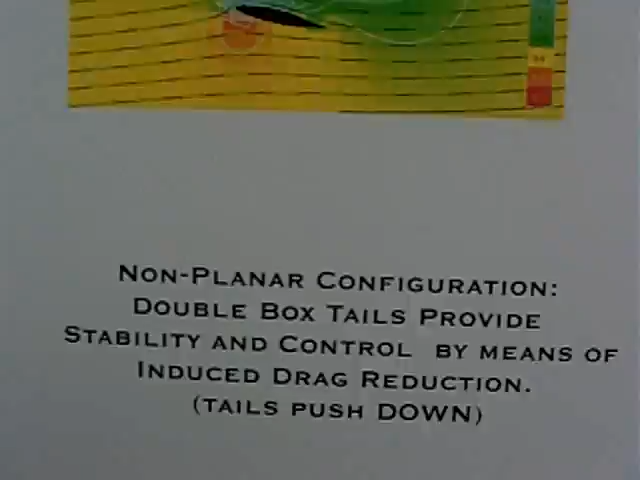 NON-PLANAR CONFIGURATION:
DOUBLE BOX TAILS PROVIDE
STABILITY AND CONTROL BY MEANS OF
INDUCED DRAG REDUCTION.
(TAILS PUSH DOWN)